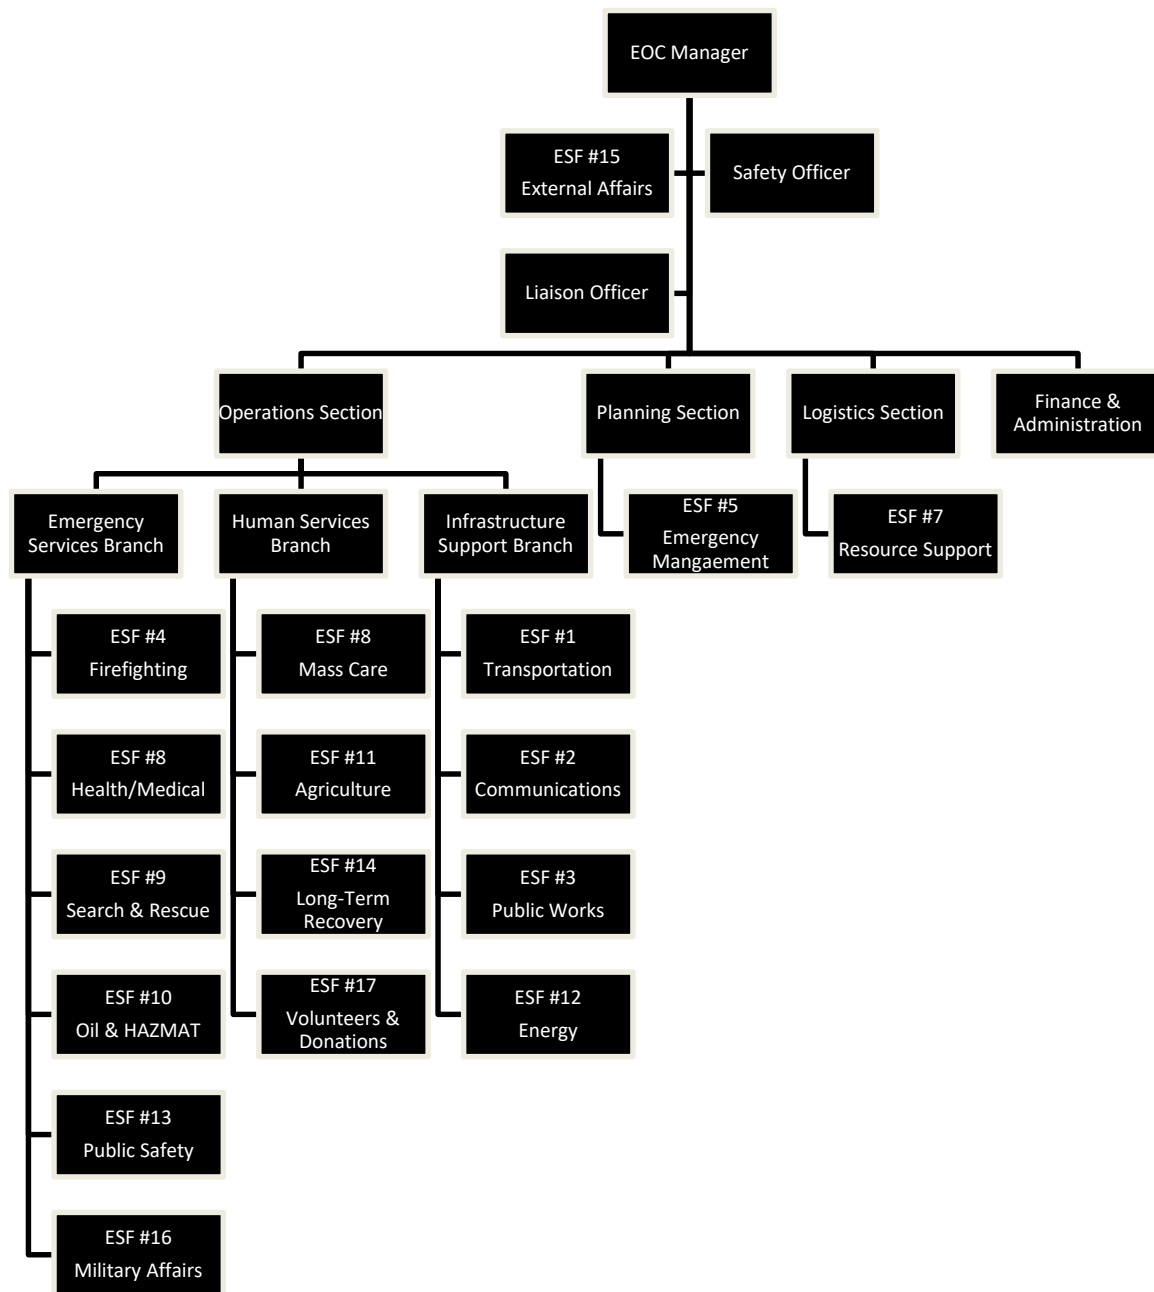 EOC Manager
ESF #15
External Affairs
Safety Officer
Liaison Officer
Operations Section
Planning Section
Logistics Section
Finance &
Administration
Emergency
Services Branch
Human Services
Branch
Infrastructure
Support Branch
ESF #5
Emergency
Mangaement
ESF #7
Resource Support
ESF #4
Firefighting
ESF #8
Mass Care
ESF #1
Transportation
ESF #8
Health/Medical
ESF #11
Agriculture
ESF #2
Communications
ESF #9
Search & Rescue
ESF #14
Long-Term
Recovery
ESF #3
Public Works
ESF #10
Oil & HAZMAT
ESF #17
Volunteers &
Donations
ESF #12
Energy
ESF #13
Public Safety
ESF #16
Military Affairs